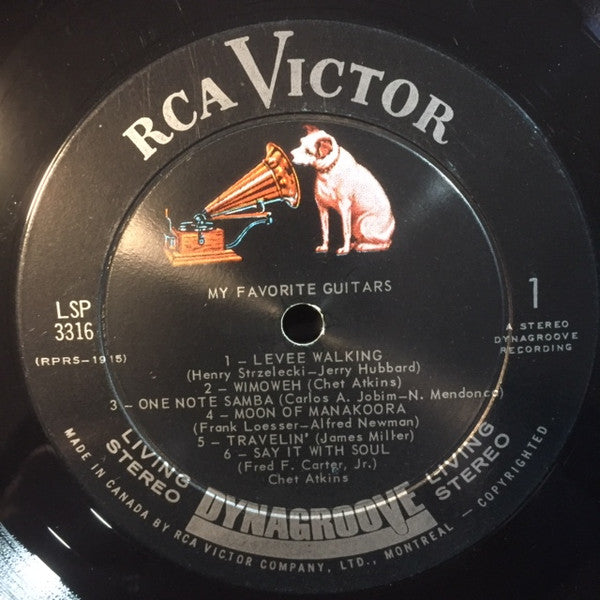 RCA VICTOR
MY FAVORITE GUITARS
LSP
3316
(RPRS-1915)
1
A STEREO
DYNAGROOVE
RECORDING
1 - LEVEE WALKING
(Henry Strzelecki-Jerry Hubbard)
2 - WIMOWEH (Chet Atkins)
3 - ONE NOTE SAMBA (Carlos A. Jobim-N. Mendonca)
4 - MOON OF MANAKOORA
(Frank Loesser-Alfred Newman)
5 - TRAVELIN' (James Miller)
6 - SAY IT WITH SOUL
(Fred F. Carter, Jr.)
Chet Atkins
LIVING
STEREO
DYNAGROOVE
LIVING
STEREO
MADE IN CANADA BY RCA VICTOR COMPANY, LTD., MONTREAL - COPYRIGHTED